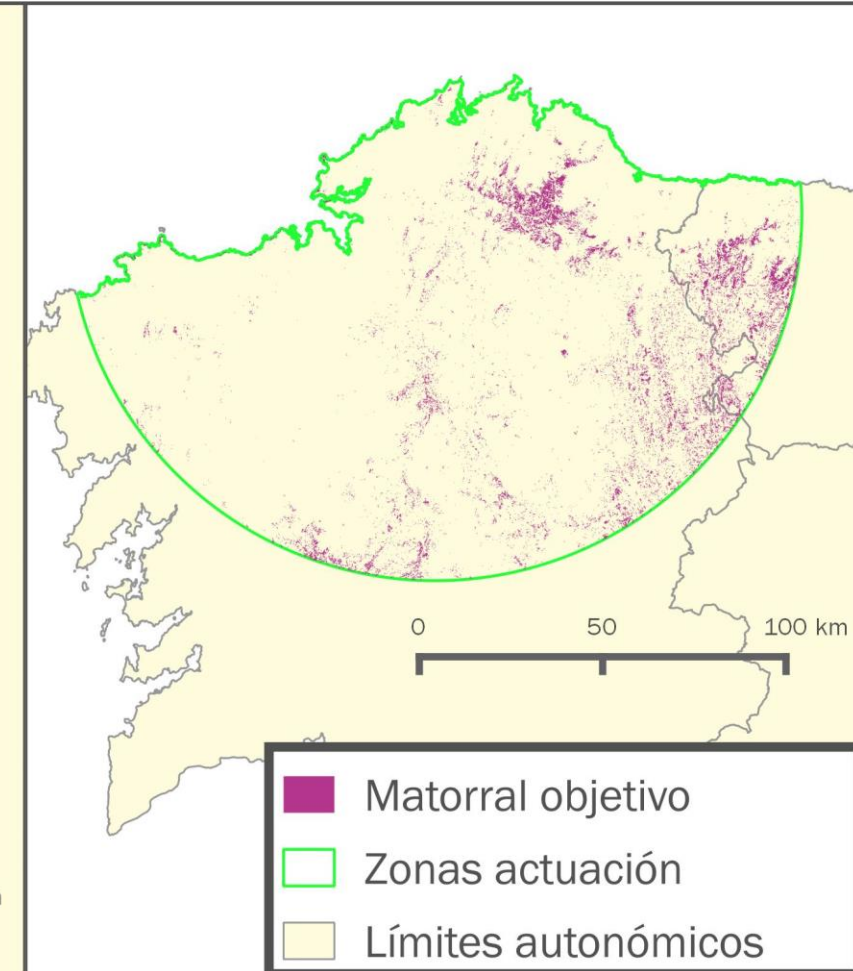 0 50 100 km
Matorral objetivo
Zonas actuación
Límites autonómicos